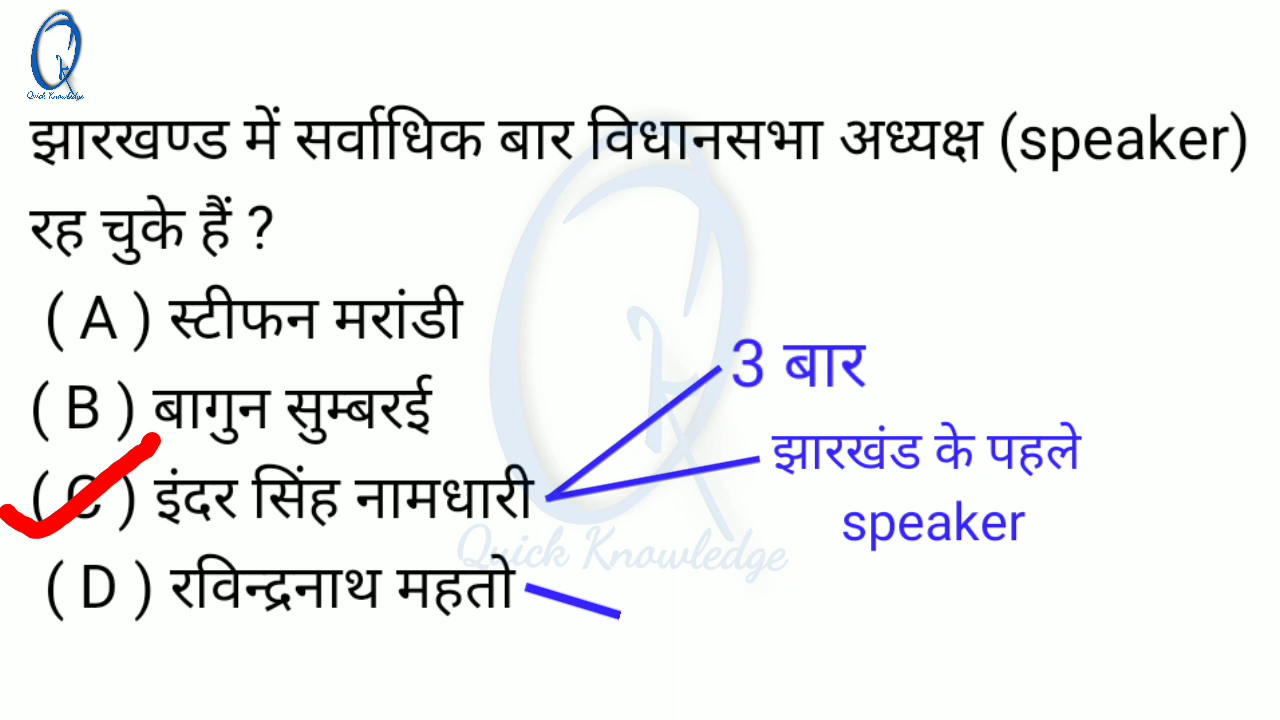 Quick Knowledge
झारखण्ड में सर्वाधिक बार विधानसभा अध्यक्ष (speaker)
रह चुके हैं ?
( A ) स्टीफन मरांडी
( B ) बागुन सुम्बरई
( C ) इंदर सिंह नामधारी
( D ) रविन्द्रनाथ महतो
3 बार
झारखंड के पहले
speaker
Quick Knowledge